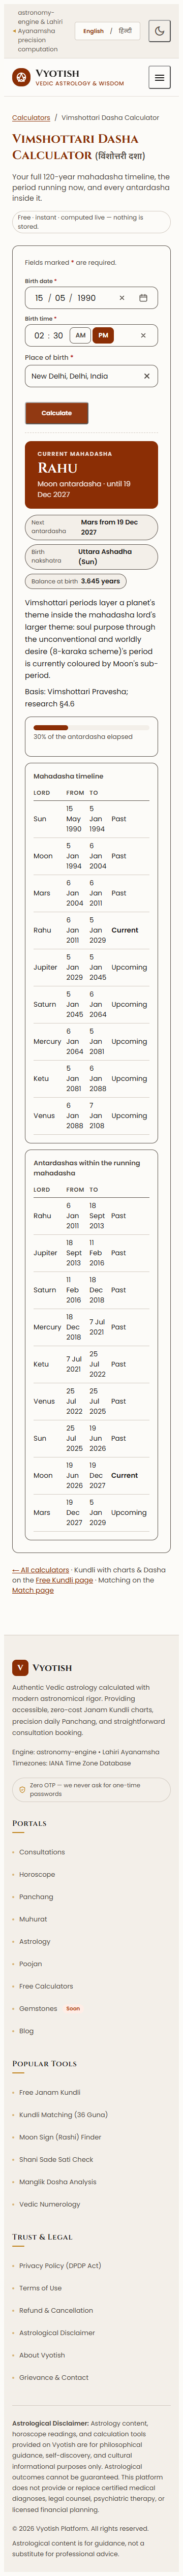 astronomy-
engine & Lahiri
Ayanamsha
precision
computation
English / हिन्दी
VYOTISH
VEDIC ASTROLOGY & WISDOM
Calculators / Vimshottari Dasha Calculator
VIMSHOTTARI DASHA
CALCULATOR (विंशोत्तरी दशा)
Your full 120-year mahadasha timeline, the
period running now, and every antardasha
inside it.
Free · instant · computed live — nothing is
stored.
Fields marked * are required.
Birth date *
15 / 05 / 1990
Birth time *
02 : 30 AM PM
Place of birth *
New Delhi, Delhi, India
Calculate
CURRENT MAHADASHA
RAHU
Moon antardasha · until 19
Dec 2027
Next antardasha Mars from 19 Dec 2027
Birth nakshatra Uttara Ashadha (Sun)
Balance at birth 3.645 years
Vimshottari periods layer a planet's
theme inside the mahadasha lord's
larger theme: soul purpose through
the unconventional and worldly
desire (8-karaka scheme)'s period
is currently coloured by Moon's sub-
period.
Basis: Vimshottari Pravesha;
research §4.6
30% of the antardasha elapsed
Mahadasha timeline
LORD FROM TO
Sun 15 May 1990 5 Jan 1994 Past
Moon 5 Jan 1994 6 Jan 2004 Past
Mars 6 Jan 2004 6 Jan 2011 Past
Rahu 6 Jan 2011 5 Jan 2029 Current
Jupiter 5 Jan 2029 5 Jan 2045 Upcoming
Saturn 5 Jan 2045 6 Jan 2064 Upcoming
Mercury 6 Jan 2064 5 Jan 2081 Upcoming
Ketu 5 Jan 2081 6 Jan 2088 Upcoming
Venus 6 Jan 2088 7 Jan 2108 Upcoming
Antardashas within the running
mahadasha
LORD FROM TO
Rahu 6 Jan 2011 18 Sept 2013 Past
Jupiter 18 Sept 2013 11 Feb 2016 Past
Saturn 11 Feb 2016 18 Dec 2018 Past
Mercury 18 Dec 2018 7 Jul 2021 Past
Ketu 7 Jul 2021 25 Jul 2022 Past
Venus 25 Jul 2022 25 Jul 2025 Past
Sun 25 Jul 2025 19 Jun 2026 Past
Moon 19 Jun 2026 19 Dec 2027 Current
Mars 19 Dec 2027 5 Jan 2029 Upcoming
← All calculators · Kundli with charts & Dasha
on the Free Kundli page · Matching on the
Match page
V VYOTISH
Authentic Vedic astrology calculated with
modern astronomical rigor. Providing
accessible, zero-cost Janam Kundli charts,
precision daily Panchang, and straightforward
consultation booking.
Engine: astronomy-engine • Lahiri Ayanamsha
Timezones: IANA Time Zone Database
Zero OTP — we never ask for one-time
passwords
PORTALS
Consultations
Horoscope
Panchang
Muhurat
Astrology
Poojan
Free Calculators
Gemstones Soon
Blog
POPULAR TOOLS
Free Janam Kundli
Kundli Matching (36 Guna)
Moon Sign (Rashi) Finder
Shani Sade Sati Check
Manglik Dosha Analysis
Vedic Numerology
TRUST & LEGAL
Privacy Policy (DPDP Act)
Terms of Use
Refund & Cancellation
Astrological Disclaimer
About Vyotish
Grievance & Contact
Astrological Disclaimer: Astrology content,
horoscope readings, and calculation tools
provided on Vyotish are for philosophical
guidance, self-discovery, and cultural
informational purposes only. Astrological
outcomes cannot be guaranteed. This platform
does not provide or replace certified medical
diagnoses, legal counsel, psychiatric therapy, or
licensed financial planning.
© 2026 Vyotish Platform. All rights reserved.
Astrological content is for guidance, not a
substitute for professional advice.